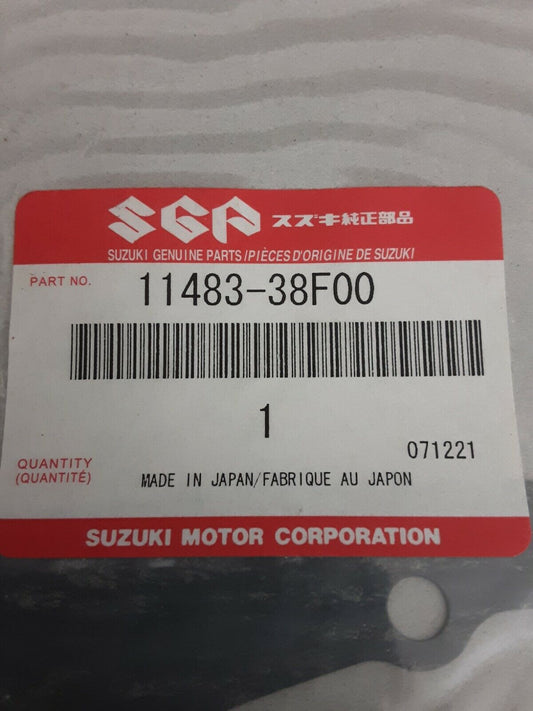 SGP スズキ純正部品
SUZUKI GENUINE PARTS/PIÈCES D'ORIGINE DE SUZUKI
PART NO. 11483-38F00
1
071221
QUANTITY
(QUANTITÉ)
MADE IN JAPAN/FABRIQUE AU JAPON
SUZUKI MOTOR CORPORATION